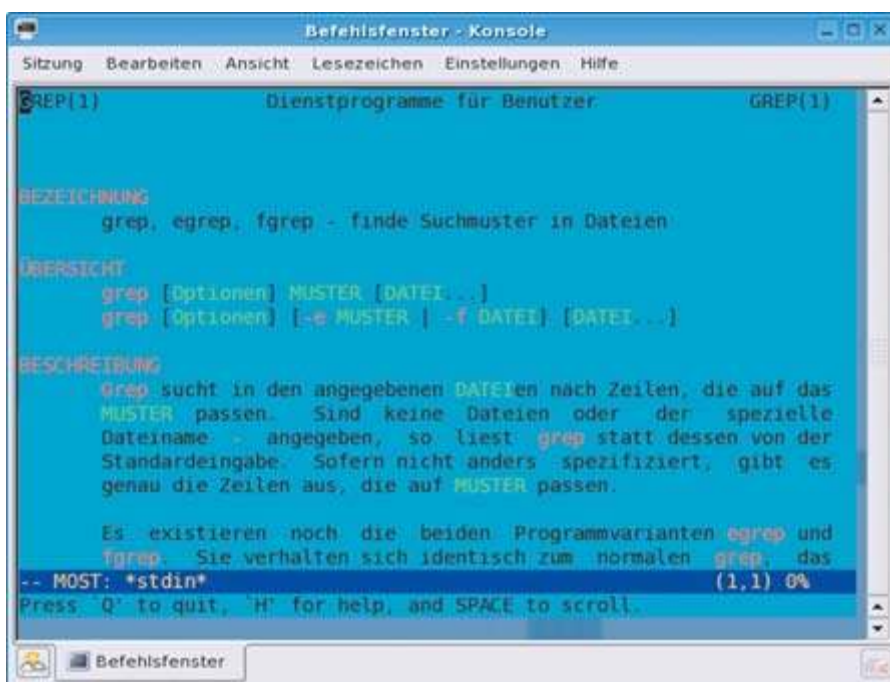 Befehlsfenster - Konsole
Sitzung Bearbeiten Ansicht Lesezeichen Einstellungen Hilfe
GREP(1) Dienstprogramme für Benutzer GREP(1)
BEZEICHNUNG
grep, egrep, fgrep - finde Suchmuster in Dateien
ÜBERSICHT
grep [Optionen] MUSTER [DATEI...]
grep [Optionen] [-e MUSTER | -f DATEI] [DATEI...]
BESCHREIBUNG
Grep sucht in den angegebenen DATEIen nach Zeilen, die auf das
MUSTER passen. Sind keine Dateien oder der spezielle
Dateiname - angegeben, so liest grep statt dessen von der
Standardeingabe. Sofern nicht anders spezifiziert, gibt es
genau die Zeilen aus, die auf MUSTER passen.
Es existieren noch die beiden Programmvarianten egrep und
fgrep. Sie verhalten sich identisch zum normalen grep, das
-- MOST: *stdin* (1,1) 0%
Press `Q' to quit, `H' for help, and SPACE to scroll.
Befehlsfenster